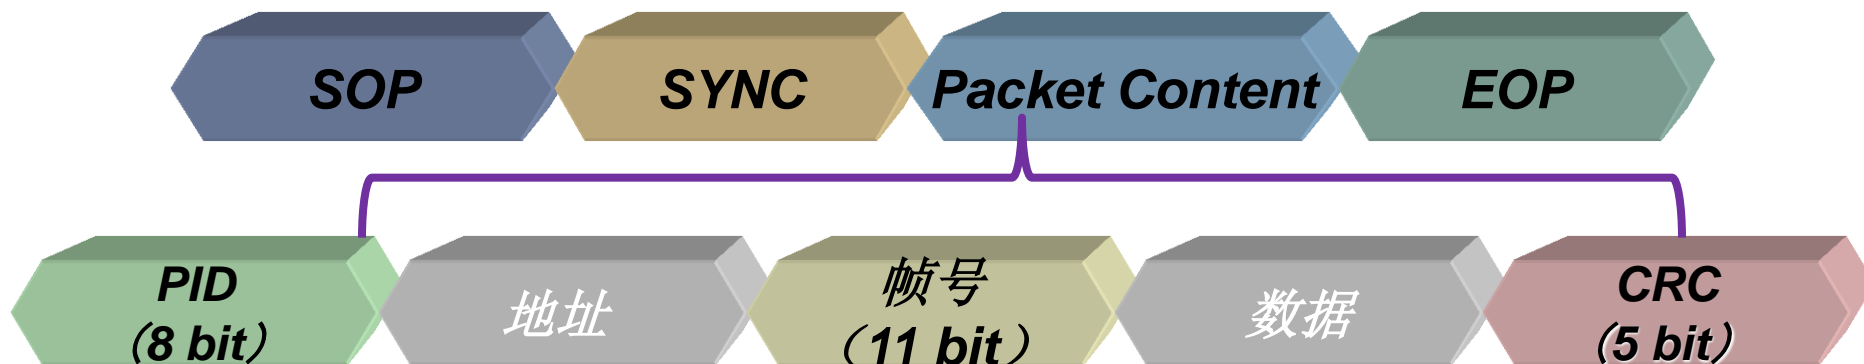 SOP
SYNC
Packet Content
EOP
PID
（8 bit）
地址
帧号
（11 bit）
数据
CRC
（5 bit）